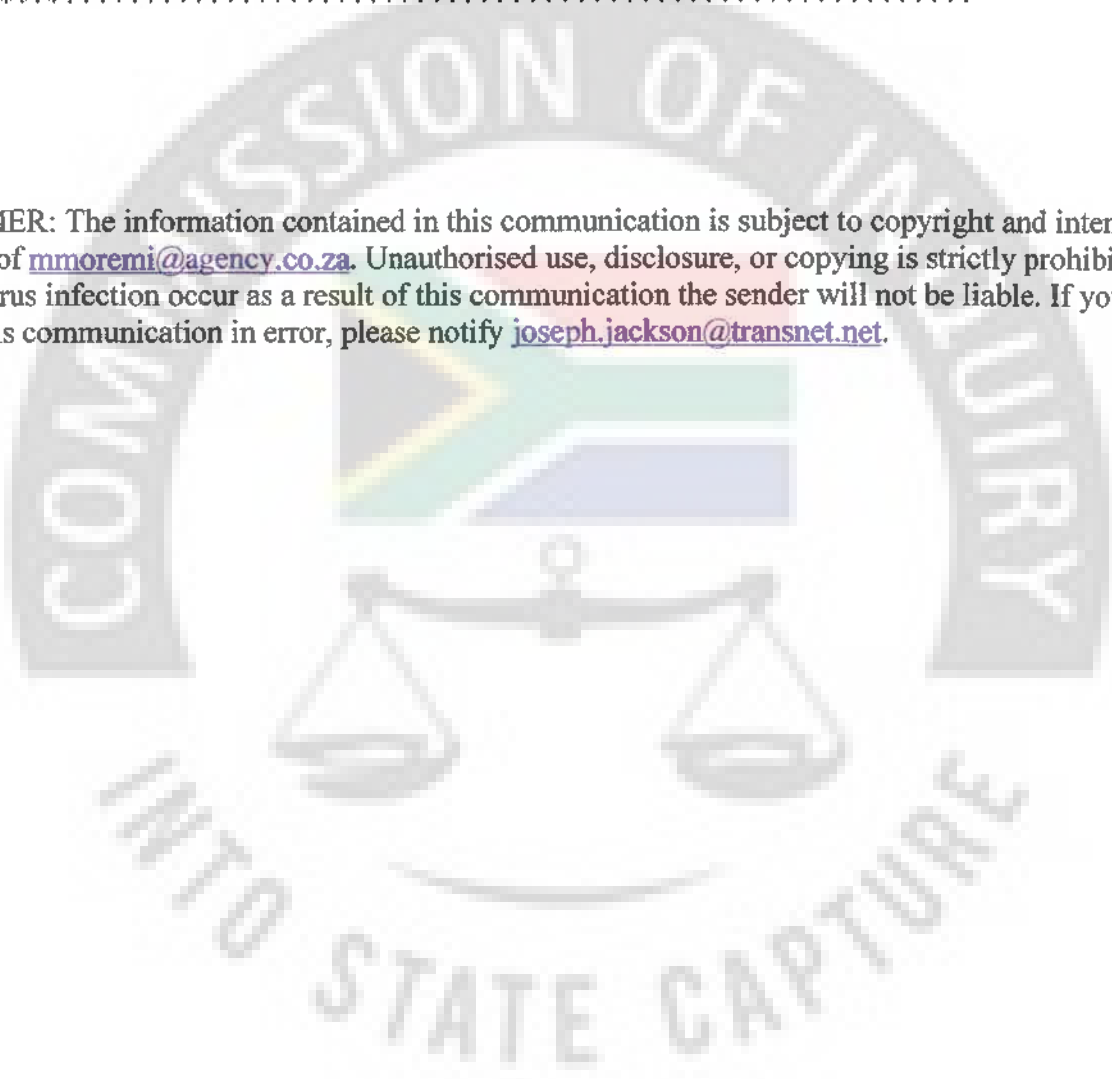 COMMISSION OF INQUIRY
MER: The information contained in this communication is subject to copyright and inter
of mmoremi@agency.co.za. Unauthorised use, disclosure, or copying is strictly prohibi
rus infection occur as a result of this communication the sender will not be liable. If yo
s communication in error, please notify joseph.jackson@transnet.net.
INTO STATE CAPTURE